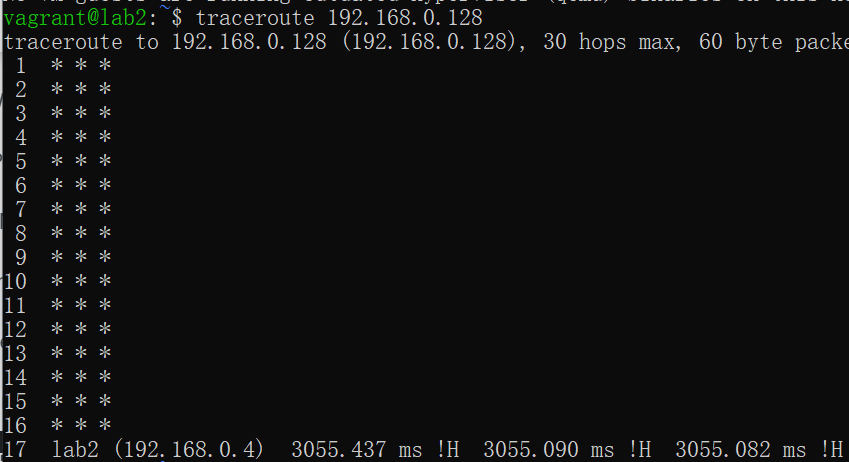 vagrant@lab2:~$ traceroute 192.168.0.128
traceroute to 192.168.0.128 (192.168.0.128), 30 hops max, 60 byte packe
1 * * *
2 * * *
3 * * *
4 * * *
5 * * *
6 * * *
7 * * *
8 * * *
9 * * *
10 * * *
11 * * *
12 * * *
13 * * *
14 * * *
15 * * *
16 * * *
17 lab2 (192.168.0.4) 3055.437 ms !H 3055.090 ms !H 3055.082 ms !H